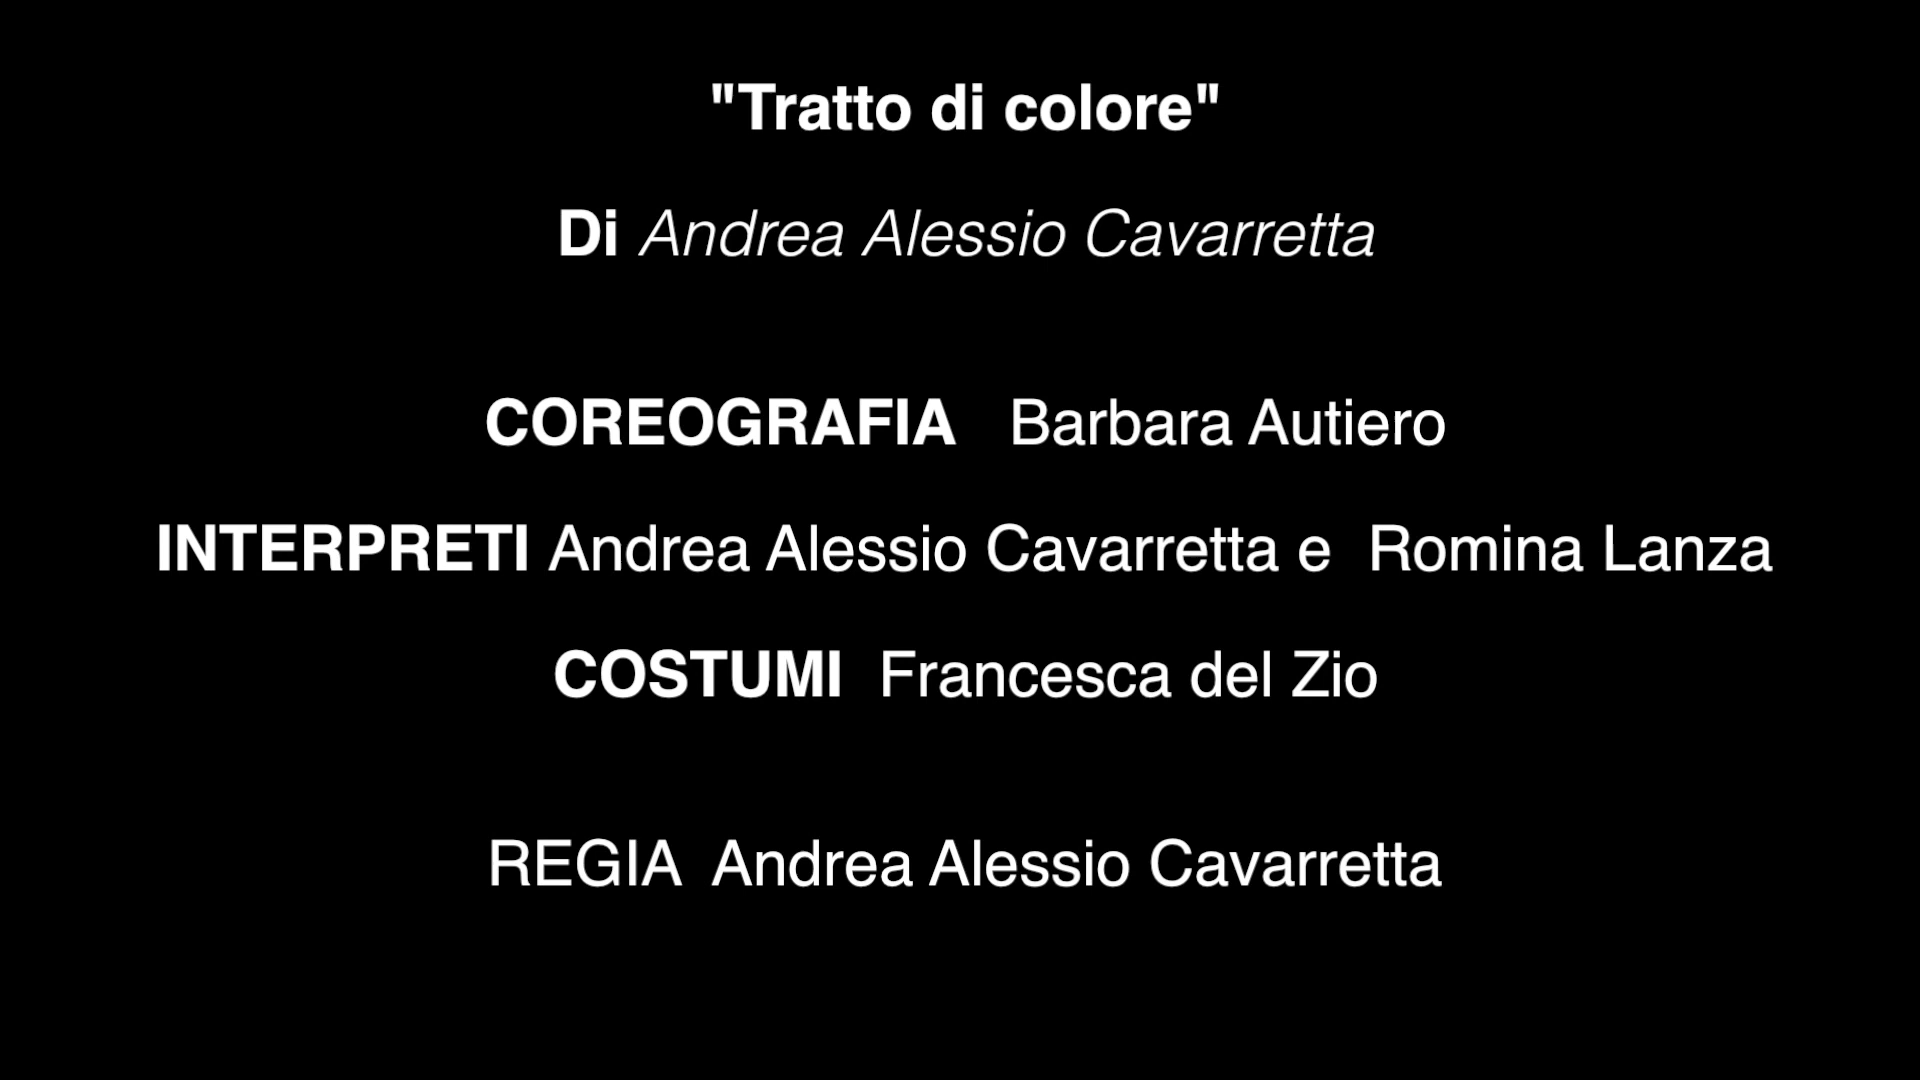 "Tratto di colore"
Di Andrea Alessio Cavarretta
COREOGRAFIA Barbara Autiero
INTERPRETI Andrea Alessio Cavarretta e Romina Lanza
COSTUMI Francesca del Zio
REGIA Andrea Alessio Cavarretta